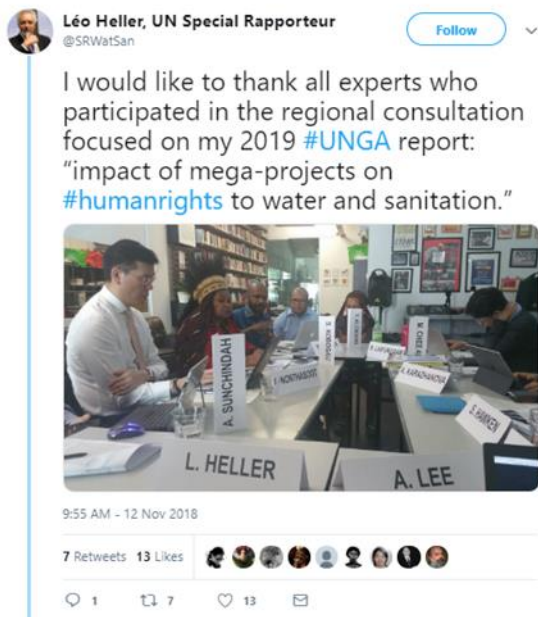 Léo Heller, UN Special Rapporteur
@SRWatSan
Follow
I would like to thank all experts who
participated in the regional consultation
focused on my 2019 #UNGA report:
“impact of mega-projects on
#humanrights to water and sanitation.”
A. SUNCHINDAH
A. KARAZHANOVA
S. HAWKEN
L. HELLER
A. LEE
9:55 AM - 12 Nov 2018
7 Retweets 13 Likes
1 7 13